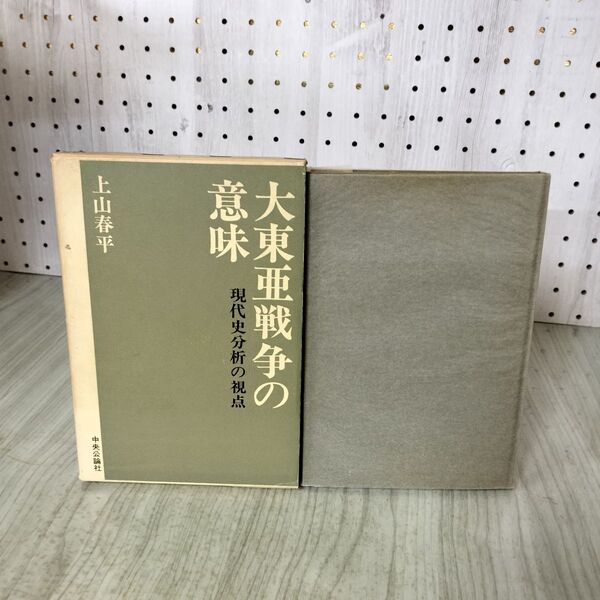 大東亜戦争の
意味
現代史分析の視点
上山春平
中央公論社